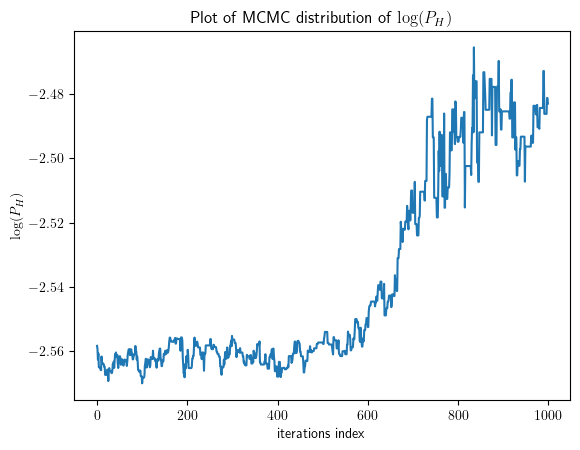 Plot of MCMC distribution of log(P_H)
log(P_H)
−2.48
−2.50
−2.52
−2.54
−2.56
0 200 400 600 800 1000
iterations index